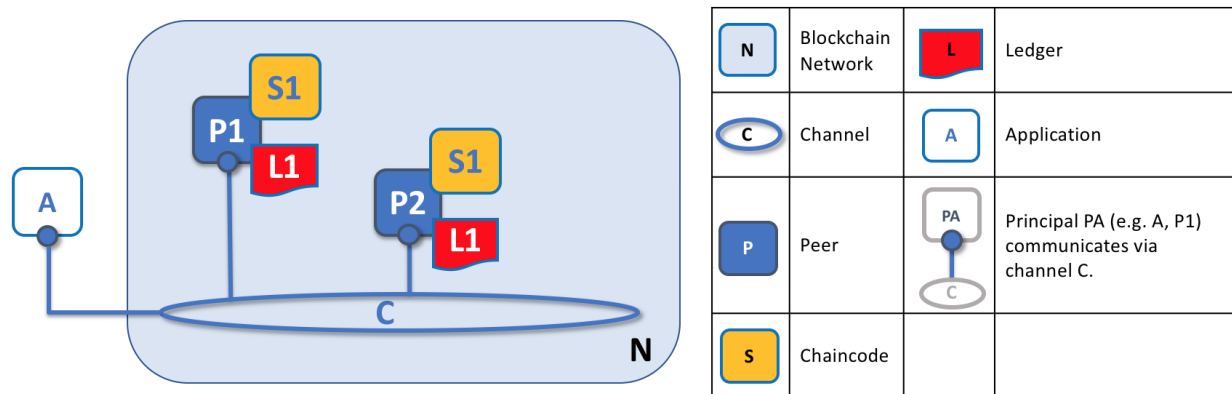 S1
P1
L1
S1
A
P2
L1
C
N
N
Blockchain
Network
L
Ledger
C
Channel
A
Application
P
Peer
PA
C
Principal PA (e.g. A, P1)
communicates via
channel C.
S
Chaincode